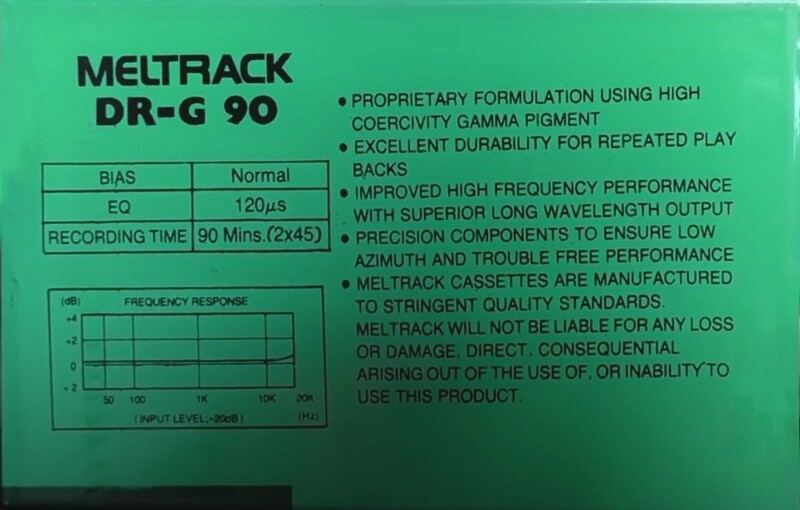 MELTRACK
DR-G 90
BIAS Normal
EQ 120µs
RECORDING TIME 90 Mins.(2x45)
(dB) FREQUENCY RESPONSE
+4
+2
0
-2
50 100 1K 10K 20K
(INPUT LEVEL:-20dB) (Hz)
• PROPRIETARY FORMULATION USING HIGH
COERCIVITY GAMMA PIGMENT
• EXCELLENT DURABILITY FOR REPEATED PLAY
BACKS
• IMPROVED HIGH FREQUENCY PERFORMANCE
WITH SUPERIOR LONG WAVELENGTH OUTPUT
• PRECISION COMPONENTS TO ENSURE LOW
AZIMUTH AND TROUBLE FREE PERFORMANCE
• MELTRACK CASSETTES ARE MANUFACTURED
TO STRINGENT QUALITY STANDARDS.
MELTRACK WILL NOT BE LIABLE FOR ANY LOSS
OR DAMAGE, DIRECT. CONSEQUENTIAL
ARISING OUT OF THE USE OF, OR INABILITY TO
USE THIS PRODUCT.